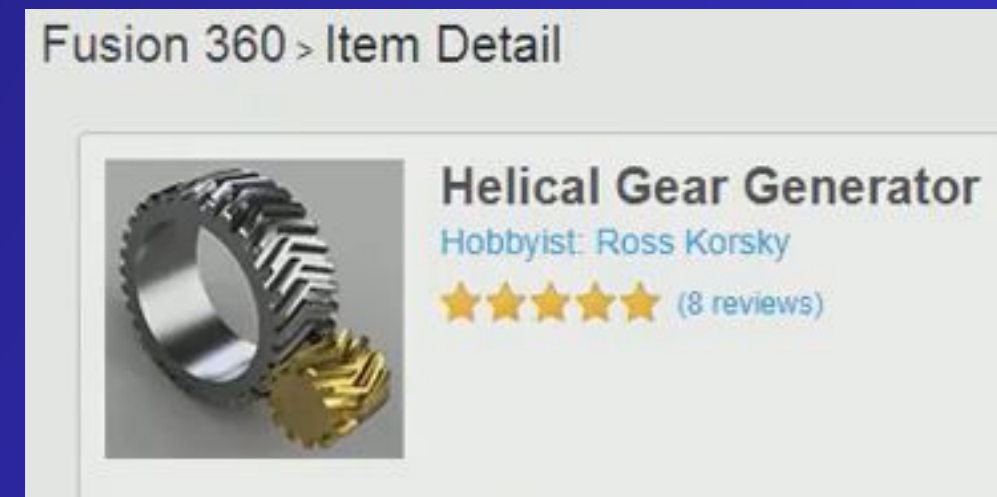 Fusion 360 > Item Detail
Helical Gear Generator
Hobbyist: Ross Korsky
(8 reviews)